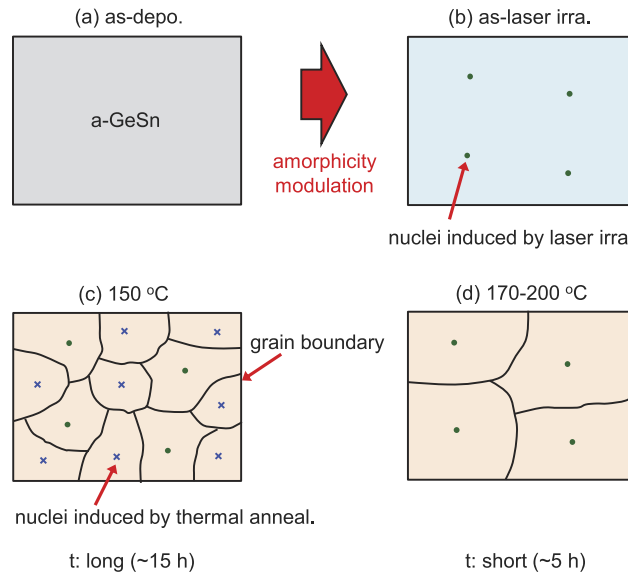 (a) as-depo.
(b) as-laser irra.
a-GeSn
amorphicity
modulation
nuclei induced by laser irra.
(c) 150 °C
(d) 170-200 °C
grain boundary
nuclei induced by thermal anneal.
t: long (~15 h)
t: short (~5 h)